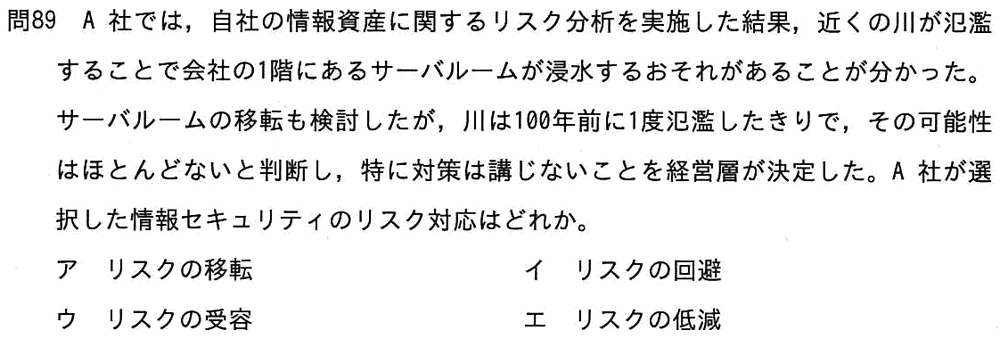 問89 A 社では，自社の情報資産に関するリスク分析を実施した結果，近くの川が氾濫
することで会社の1階にあるサーバルームが浸水するおそれがあることが分かった。
サーバルームの移転も検討したが，川は100年前に1度氾濫したきりで，その可能性
はほとんどないと判断し，特に対策は講じないことを経営層が決定した。A 社が選
択した情報セキュリティのリスク対応はどれか。
ア リスクの移転 イ リスクの回避
ウ リスクの受容 エ リスクの低減